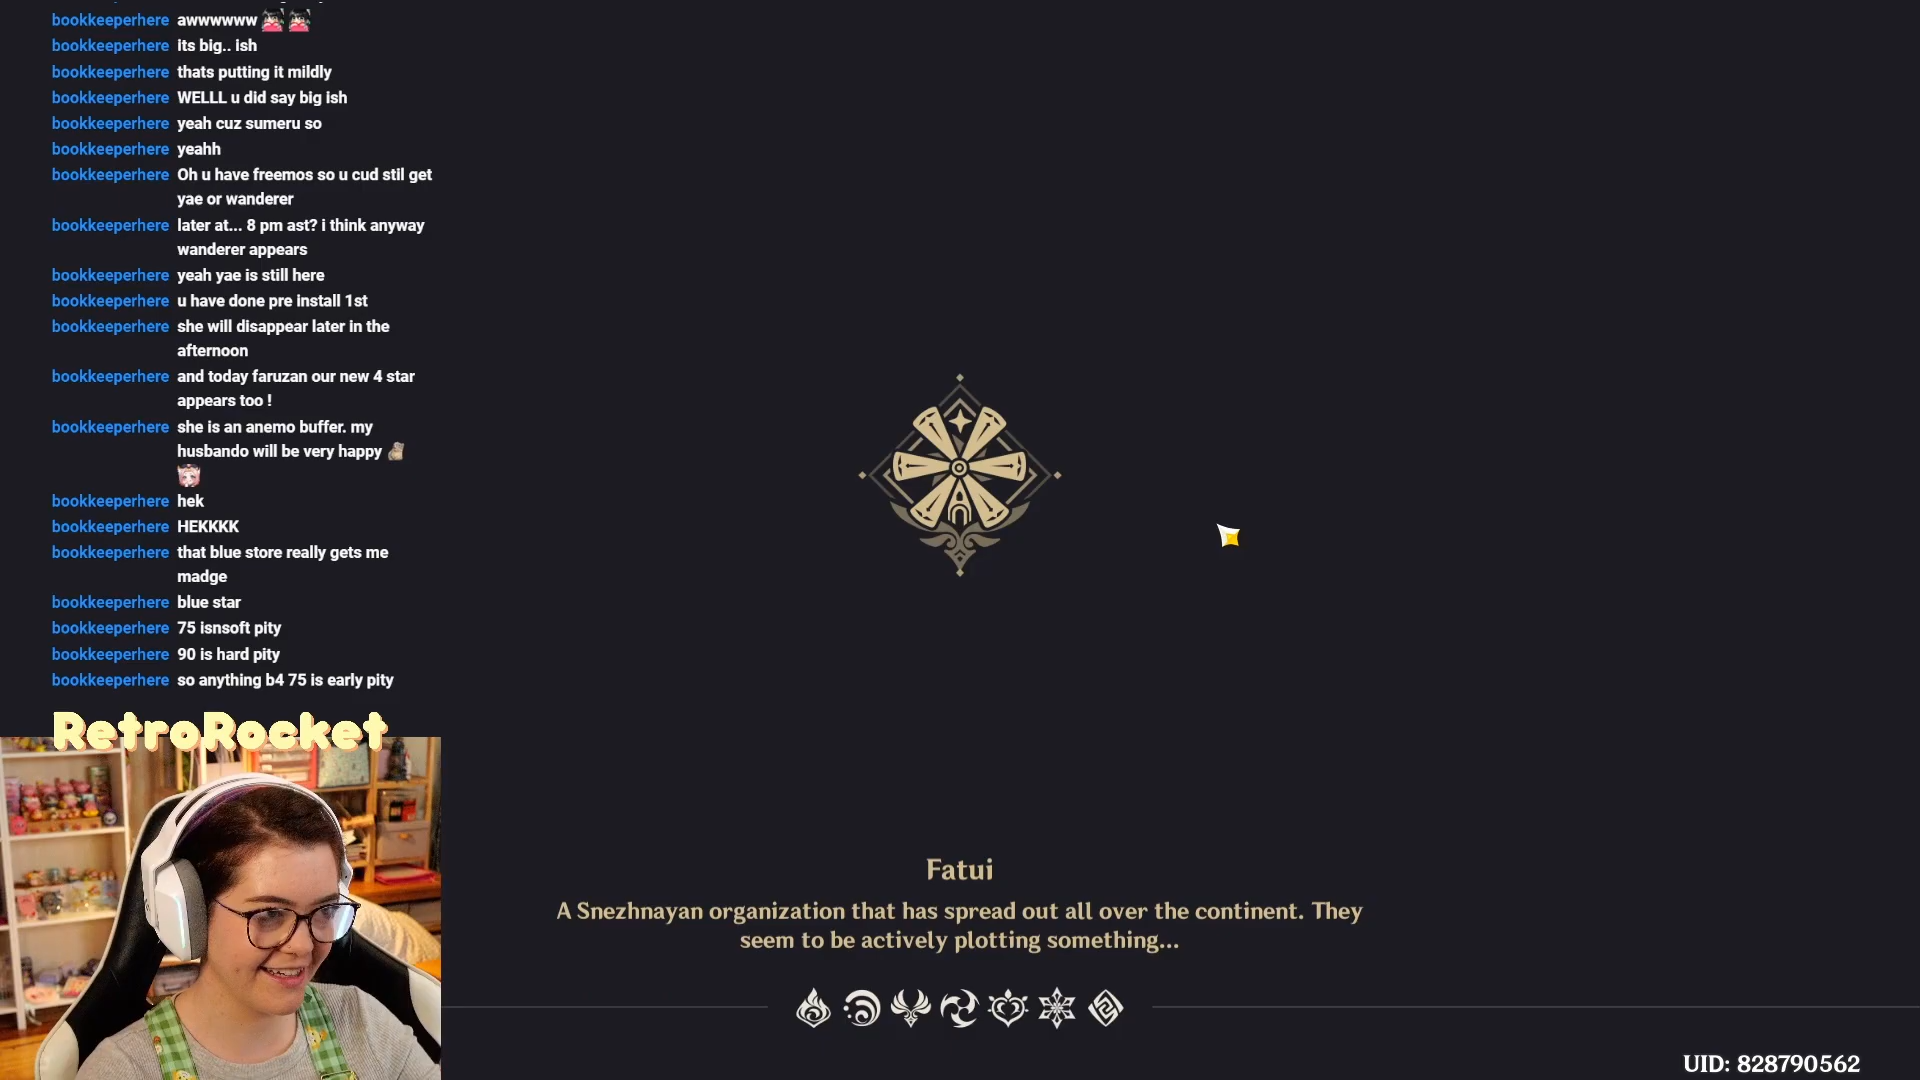 bookkeeperhere awwwwww
bookkeeperhere its big.. ish
bookkeeperhere thats putting it mildly
bookkeeperhere WELLL u did say big ish
bookkeeperhere yeah cuz sumeru so
bookkeeperhere yeahh
bookkeeperhere Oh u have freemos so u cud stil get
yae or wanderer
bookkeeperhere later at... 8 pm ast? i think anyway
wanderer appears
bookkeeperhere yeah yae is still here
bookkeeperhere u have done pre install 1st
bookkeeperhere she will disappear later in the
afternoon
bookkeeperhere and today faruzan our new 4 star
appears too !
bookkeeperhere she is an anemo buffer. my
husbando will be very happy
bookkeeperhere hek
bookkeeperhere HEKKKK
bookkeeperhere that blue store really gets me
madge
bookkeeperhere blue star
bookkeeperhere 75 isnsoft pity
bookkeeperhere 90 is hard pity
bookkeeperhere so anything b4 75 is early pity
RetroRocket
Fatui
A Snezhnayan organization that has spread out all over the continent. They
seem to be actively plotting something...
UID: 828790562